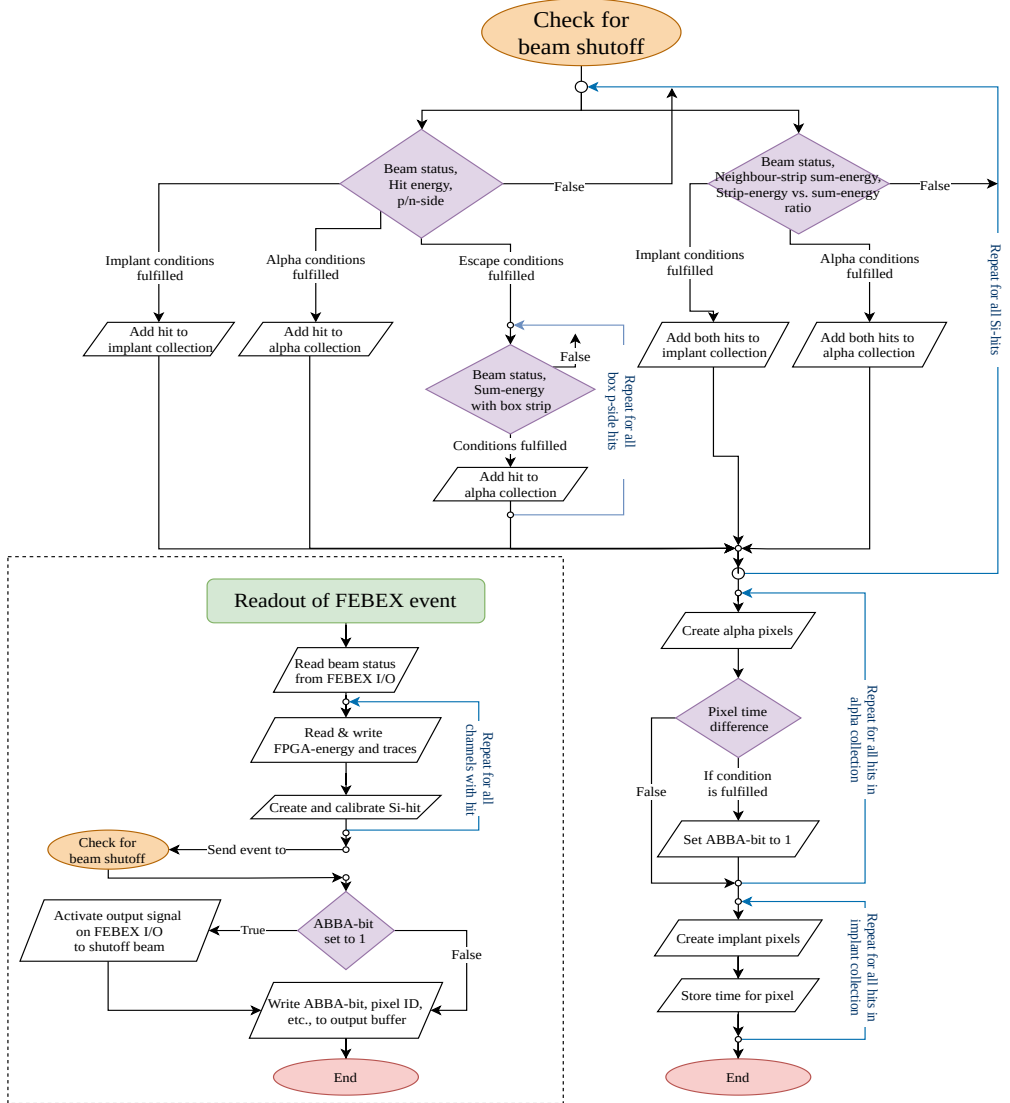 Check for
beam shutoff
Beam status,
Hit energy,
p/n-side
False
Beam status,
Neighbour-strip sum-energy,
Strip-energy vs. sum-energy
ratio
False
Implant conditions
fulfilled
Alpha conditions
fulfilled
Escape conditions
fulfilled
Implant conditions
fulfilled
Alpha conditions
fulfilled
Repeat for all Si-hits
Add hit to
implant collection
Add hit to
alpha collection
False
Beam status,
Sum-energy
with box strip
Repeat for all
box p-side hits
Conditions fulfilled
Add hit to
alpha collection
Add both hits to
implant collection
Add both hits to
alpha collection
Readout of FEBEX event
Read beam status
from FEBEX I/O
Read & write
FPGA-energy and traces
Create and calibrate Si-hit
Repeat for all
channels with hit
Send event to
Check for
beam shutoff
ABBA-bit
set to 1
True
False
Activate output signal
on FEBEX I/O
to shutoff beam
Write ABBA-bit, pixel ID,
etc., to output buffer
End
Create alpha pixels
Pixel time
difference
False
If condition
is fulfilled
Set ABBA-bit to 1
Repeat for all hits in
alpha collection
Create implant pixels
Store time for pixel
Repeat for all hits in
implant collection
End